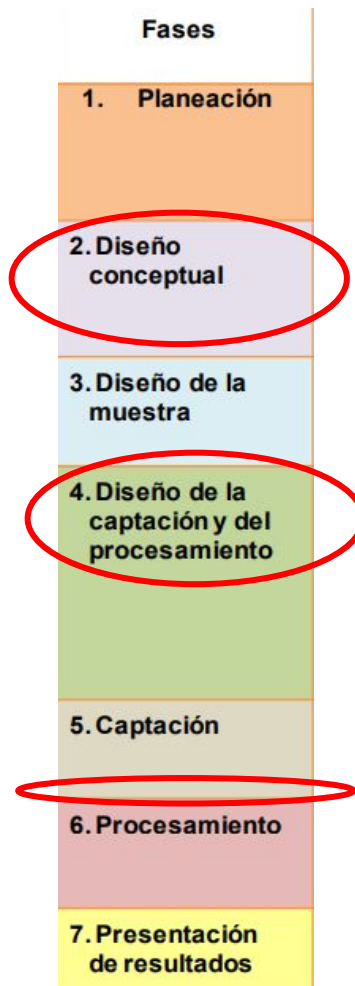 Fases
1. Planeación
2. Diseño
conceptual
3. Diseño de la
muestra
4. Diseño de la
captación y del
procesamiento
5. Captación
6. Procesamiento
7. Presentación
de resultados